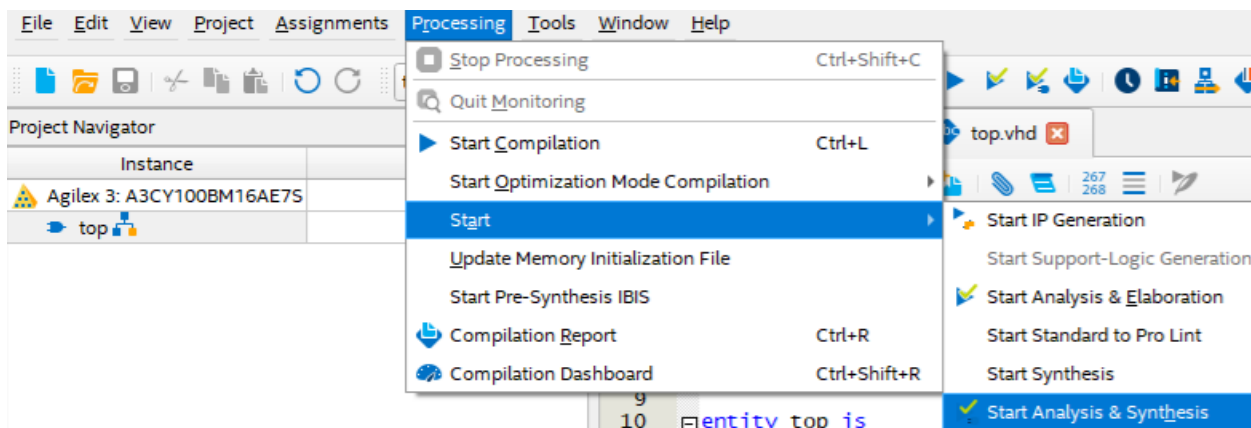 File Edit View Project Assignments Processing Tools Window Help
Stop Processing Ctrl+Shift+C
Quit Monitoring
Project Navigator
top.vhd
Start Compilation Ctrl+L
Instance
Start Optimization Mode Compilation
267
268
Agilex 3: A3CY100BM16AE7S
Start
Start IP Generation
top
Update Memory Initialization File
Start Support-Logic Generation
Start Pre-Synthesis IBIS
Start Analysis & Elaboration
Compilation Report Ctrl+R
Start Standard to Pro Lint
Compilation Dashboard Ctrl+Shift+R
Start Synthesis
9
10 entity top is
Start Analysis & Synthesis